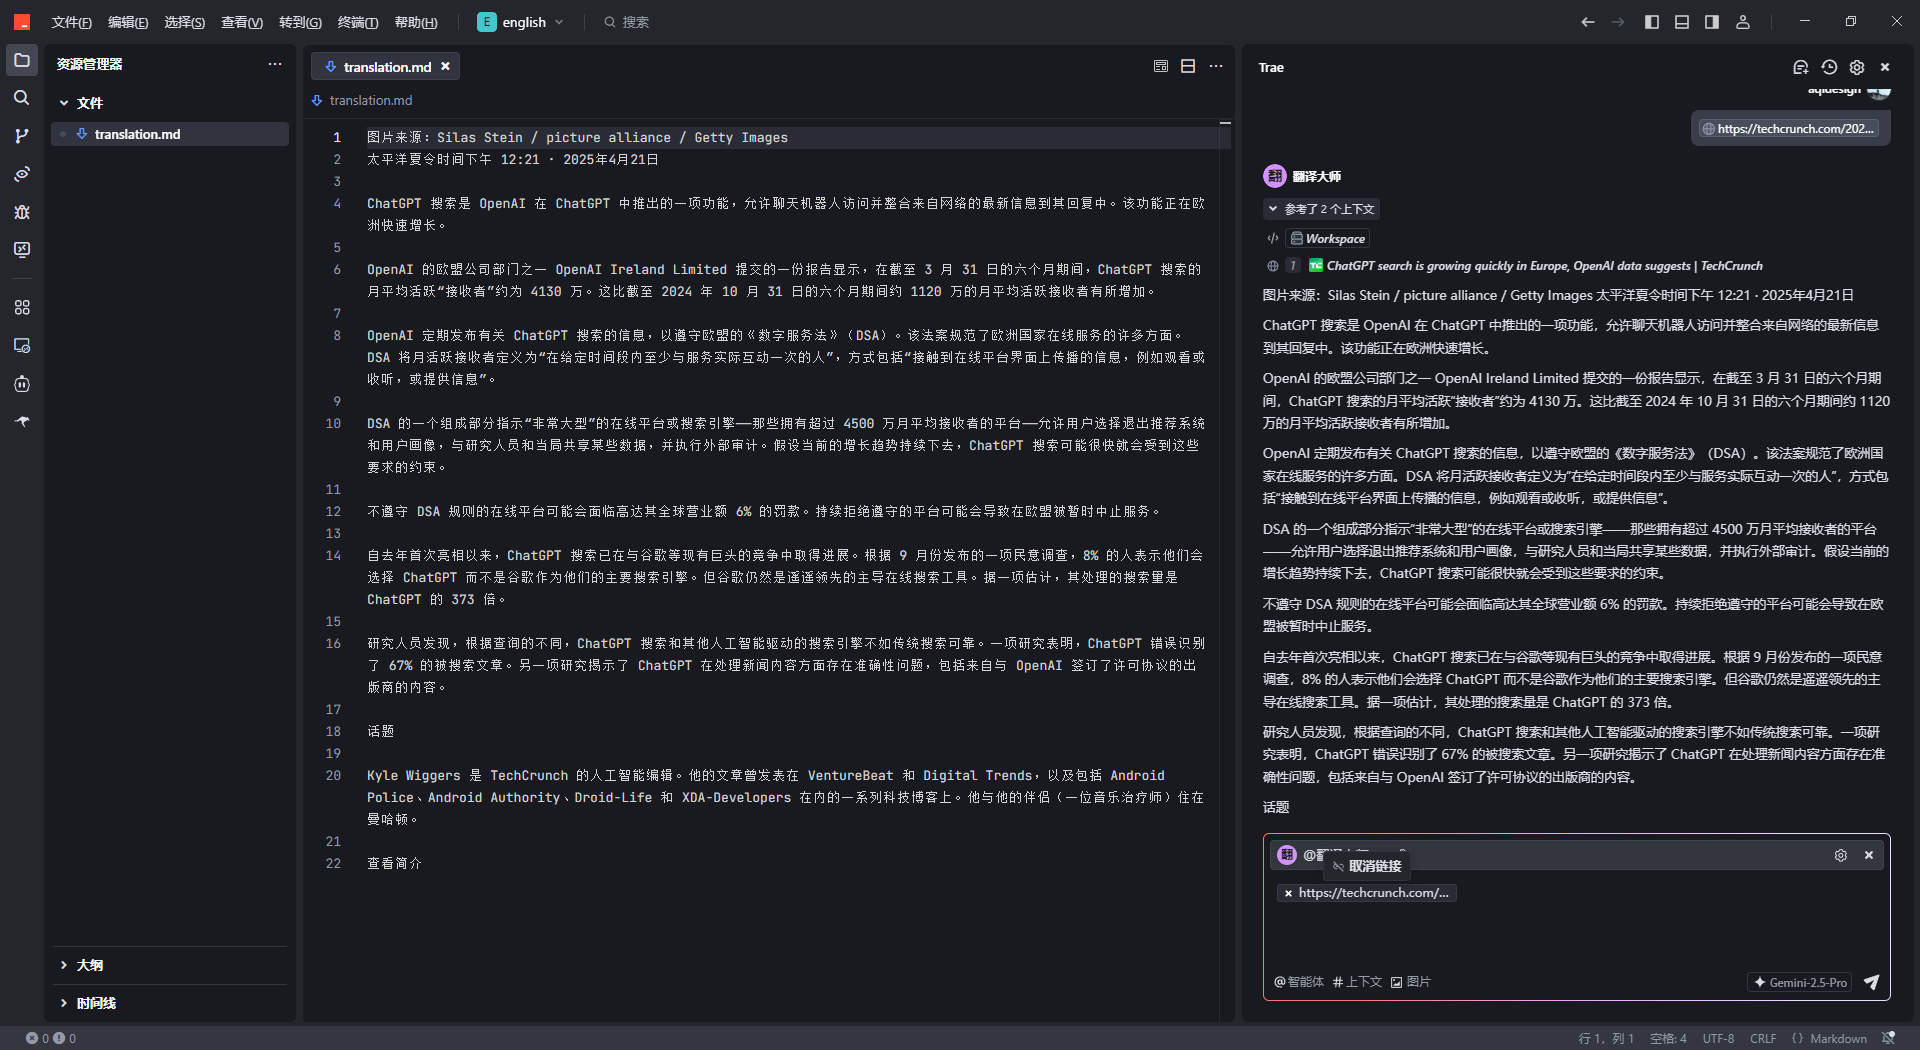 文件(F) 编辑(E) 选择(S) 查看(V) 转到(G) 终端(T) 帮助(H) E english 搜索
资源管理器
文件
translation.md
大纲
时间线
translation.md
translation.md
1 图片来源：Silas Stein / picture alliance / Getty Images
2 太平洋夏令时间下午 12:21 · 2025年4月21日
3
4 ChatGPT 搜索是 OpenAI 在 ChatGPT 中推出的一项功能，允许聊天机器人访问并整合来自网络的最新信息到其回复中。该功能正在欧
洲快速增长。
5
6 OpenAI 的欧盟公司部门之一 OpenAI Ireland Limited 提交的一份报告显示，在截至 3 月 31 日的六个月期间，ChatGPT 搜索的
月平均活跃“接收者”约为 4130 万。这比截至 2024 年 10 月 31 日的六个月期间约 1120 万的月平均活跃接收者有所增加。
7
8 OpenAI 定期发布有关 ChatGPT 搜索的信息，以遵守欧盟的《数字服务法》（DSA）。该法案规范了欧洲国家在线服务的许多方面。
DSA 将月活跃接收者定义为“在给定时间段内至少与服务实际互动一次的人”，方式包括“接触到在线平台界面上传播的信息，例如观看或
收听，或提供信息”。
9
10 DSA 的一个组成部分指示“非常大型”的在线平台或搜索引擎——那些拥有超过 4500 万月平均接收者的平台——允许用户选择退出推荐系统
和用户画像，与研究人员和当局共享某些数据，并执行外部审计。假设当前的增长趋势持续下去，ChatGPT 搜索可能很快就会受到这些
要求的约束。
11
12 不遵守 DSA 规则的在线平台可能会面临高达其全球营业额 6% 的罚款。持续拒绝遵守的平台可能会导致在欧盟被暂时中止服务。
13
14 自去年首次亮相以来，ChatGPT 搜索已在与谷歌等现有巨头的竞争中取得进展。根据 9 月份发布的一项民意调查，8% 的人表示他们会
选择 ChatGPT 而不是谷歌作为他们的主要搜索引擎。但谷歌仍然是遥遥领先的主导在线搜索工具。据一项估计，其处理的搜索量是
ChatGPT 的 373 倍。
15
16 研究人员发现，根据查询的不同，ChatGPT 搜索和其他人工智能驱动的搜索引擎不如传统搜索可靠。一项研究表明，ChatGPT 错误识别
了 67% 的被搜索文章。另一项研究揭示了 ChatGPT 在处理新闻内容方面存在准确性问题，包括来自与 OpenAI 签订了许可协议的出
版商的内容。
17
18 话题
19
20 Kyle Wiggers 是 TechCrunch 的人工智能编辑。他的文章曾发表在 VentureBeat 和 Digital Trends，以及包括 Android
Police、Android Authority、Droid-Life 和 XDA-Developers 在内的一系列科技博客上。他与他的伴侣（一位音乐治疗师）住在
曼哈顿。
21
22 查看简介
Trae
aqidesign
https://techcrunch.com/202...
翻 翻译大师
参考了 2 个上下文
Workspace
1 ChatGPT search is growing quickly in Europe, OpenAI data suggests | TechCrunch
图片来源：Silas Stein / picture alliance / Getty Images 太平洋夏令时间下午 12:21 · 2025年4月21日
ChatGPT 搜索是 OpenAI 在 ChatGPT 中推出的一项功能，允许聊天机器人访问并整合来自网络的最新信息
到其回复中。该功能正在欧洲快速增长。
OpenAI 的欧盟公司部门之一 OpenAI Ireland Limited 提交的一份报告显示，在截至 3 月 31 日的六个月期
间，ChatGPT 搜索的月平均活跃“接收者”约为 4130 万。这比截至 2024 年 10 月 31 日的六个月期间约 1120
万的月平均活跃接收者有所增加。
OpenAI 定期发布有关 ChatGPT 搜索的信息，以遵守欧盟的《数字服务法》（DSA）。该法案规范了欧洲国
家在线服务的许多方面。DSA 将月活跃接收者定义为“在给定时间段内至少与服务实际互动一次的人”，方式包
括“接触到在线平台界面上传播的信息，例如观看或收听，或提供信息”。
DSA 的一个组成部分指示“非常大型”的在线平台或搜索引擎——那些拥有超过 4500 万月平均接收者的平台
——允许用户选择退出推荐系统和用户画像，与研究人员和当局共享某些数据，并执行外部审计。假设当前的
增长趋势持续下去，ChatGPT 搜索可能很快就会受到这些要求的约束。
不遵守 DSA 规则的在线平台可能会面临高达其全球营业额 6% 的罚款。持续拒绝遵守的平台可能会导致在欧
盟被暂时中止服务。
自去年首次亮相以来，ChatGPT 搜索已在与谷歌等现有巨头的竞争中取得进展。根据 9 月份发布的一项民意
调查，8% 的人表示他们会选择 ChatGPT 而不是谷歌作为他们的主要搜索引擎。但谷歌仍然是遥遥领先的主
导在线搜索工具。据一项估计，其处理的搜索量是 ChatGPT 的 373 倍。
研究人员发现，根据查询的不同，ChatGPT 搜索和其他人工智能驱动的搜索引擎不如传统搜索可靠。一项研
究表明，ChatGPT 错误识别了 67% 的被搜索文章。另一项研究揭示了 ChatGPT 在处理新闻内容方面存在准
确性问题，包括来自与 OpenAI 签订了许可协议的出版商的内容。
话题
翻
取消链接
https://techcrunch.com/...
@智能体 #上下文 图片 Gemini-2.5-Pro
0 0 行 1，列 1 空格: 4 UTF-8 CRLF {} Markdown